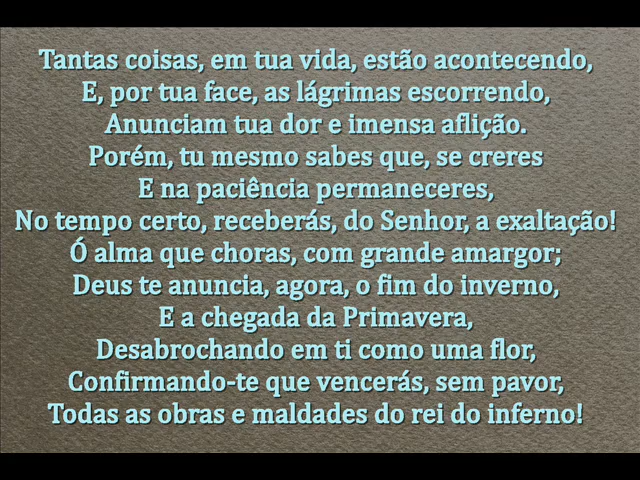 Tantas coisas, em tua vida, estão acontecendo,
E, por tua face, as lágrimas escorrendo,
Anunciam tua dor e imensa aflição.
Porém, tu mesmo sabes que, se creres
E na paciência permaneceres,
No tempo certo, receberás, do Senhor, a exaltação!
Ó alma que choras, com grande amargor;
Deus te anuncia, agora, o fim do inverno,
E a chegada da Primavera,
Desabrochando em ti como uma flor,
Confirmando-te que vencerás, sem pavor,
Todas as obras e maldades do rei do inferno!